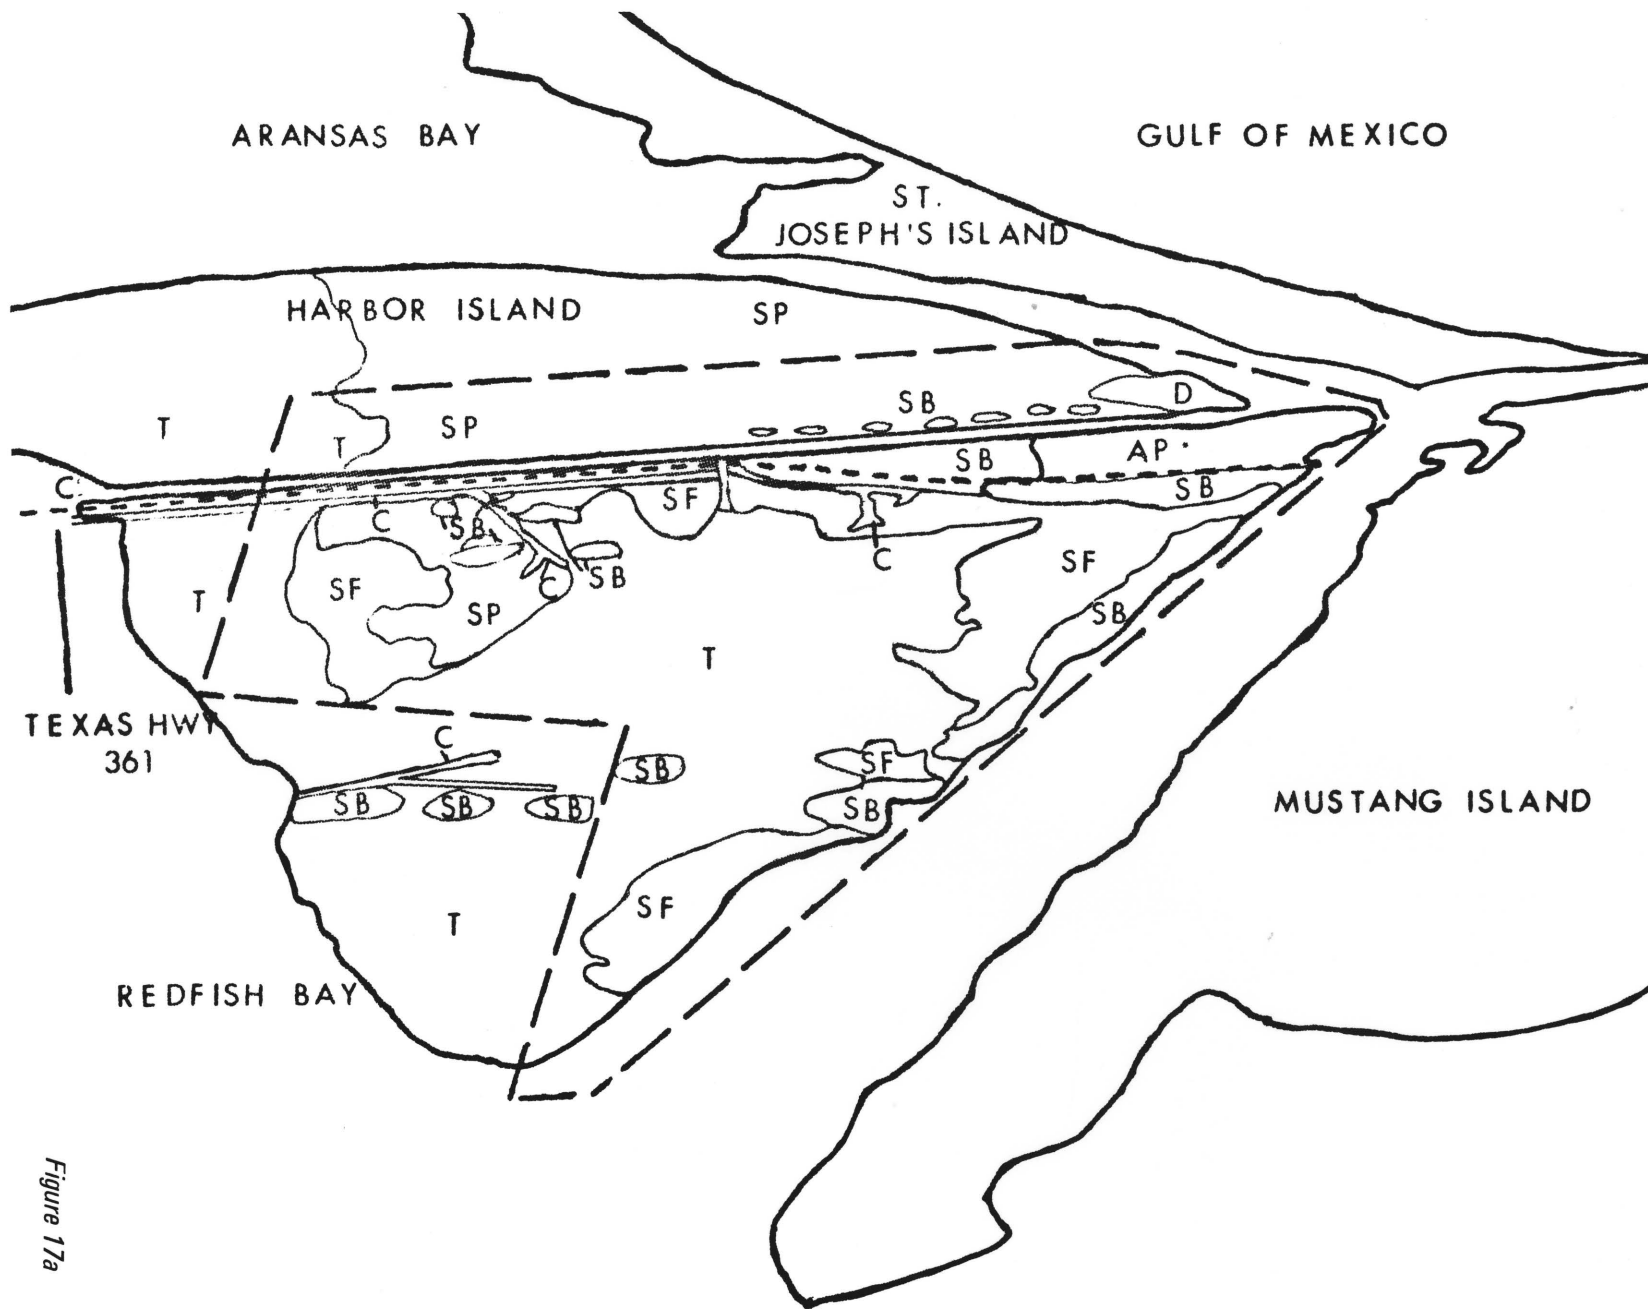 ARANSAS BAY
GULF OF MEXICO
ST.
JOSEPH'S ISLAND
HARBOR ISLAND
SP
SB
D
T
T
SP
SB
AP
C
SF
SB
C
SB
C
SF
SB
T
SF
SP
C
SB
T
TEXAS HWY
361
C
SB
SF
SB
SB
SB
SB
MUSTANG ISLAND
SF
T
REDFISH BAY
Figure 17a